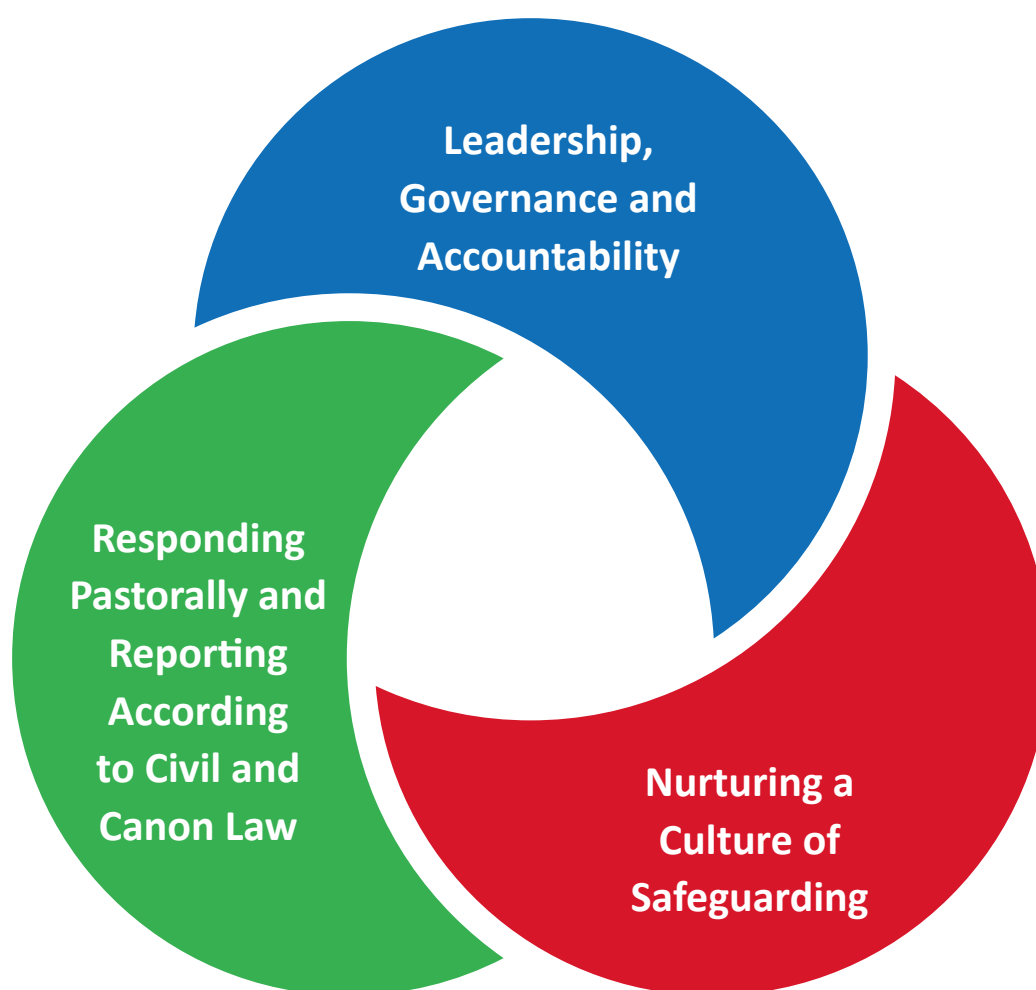 Leadership,
Governance and
Accountability
Responding
Pastorally and
Reporting
According
to Civil and
Canon Law
Nurturing a
Culture of
Safeguarding